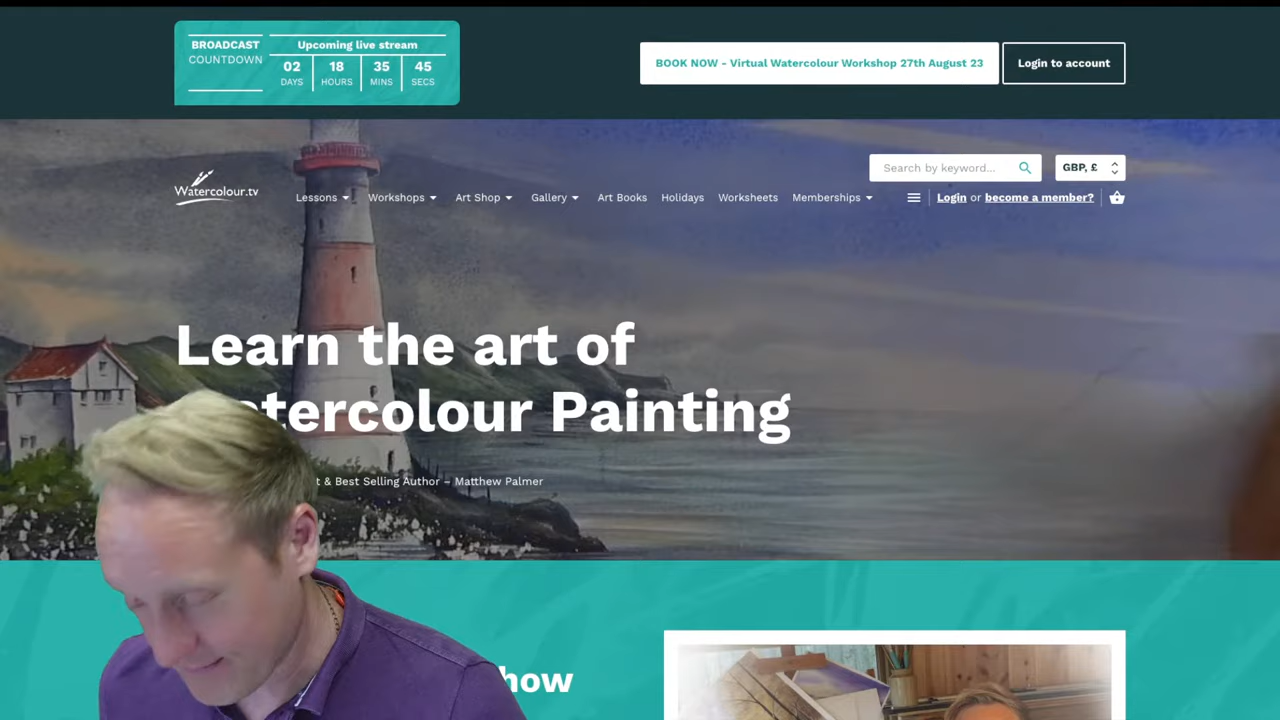 BROADCAST
COUNTDOWN
Upcoming live stream
02 18 35 45
DAYS HOURS MINS SECS
BOOK NOW - Virtual Watercolour Workshop 27th August 23
Login to account
Search by keyword...
GBP, £
Watercolour.tv
Lessons Workshops Art Shop Gallery Art Books Holidays Worksheets Memberships
Login or become a member?
Learn the art of
tercolour Painting
t & Best Selling Author – Matthew Palmer
how